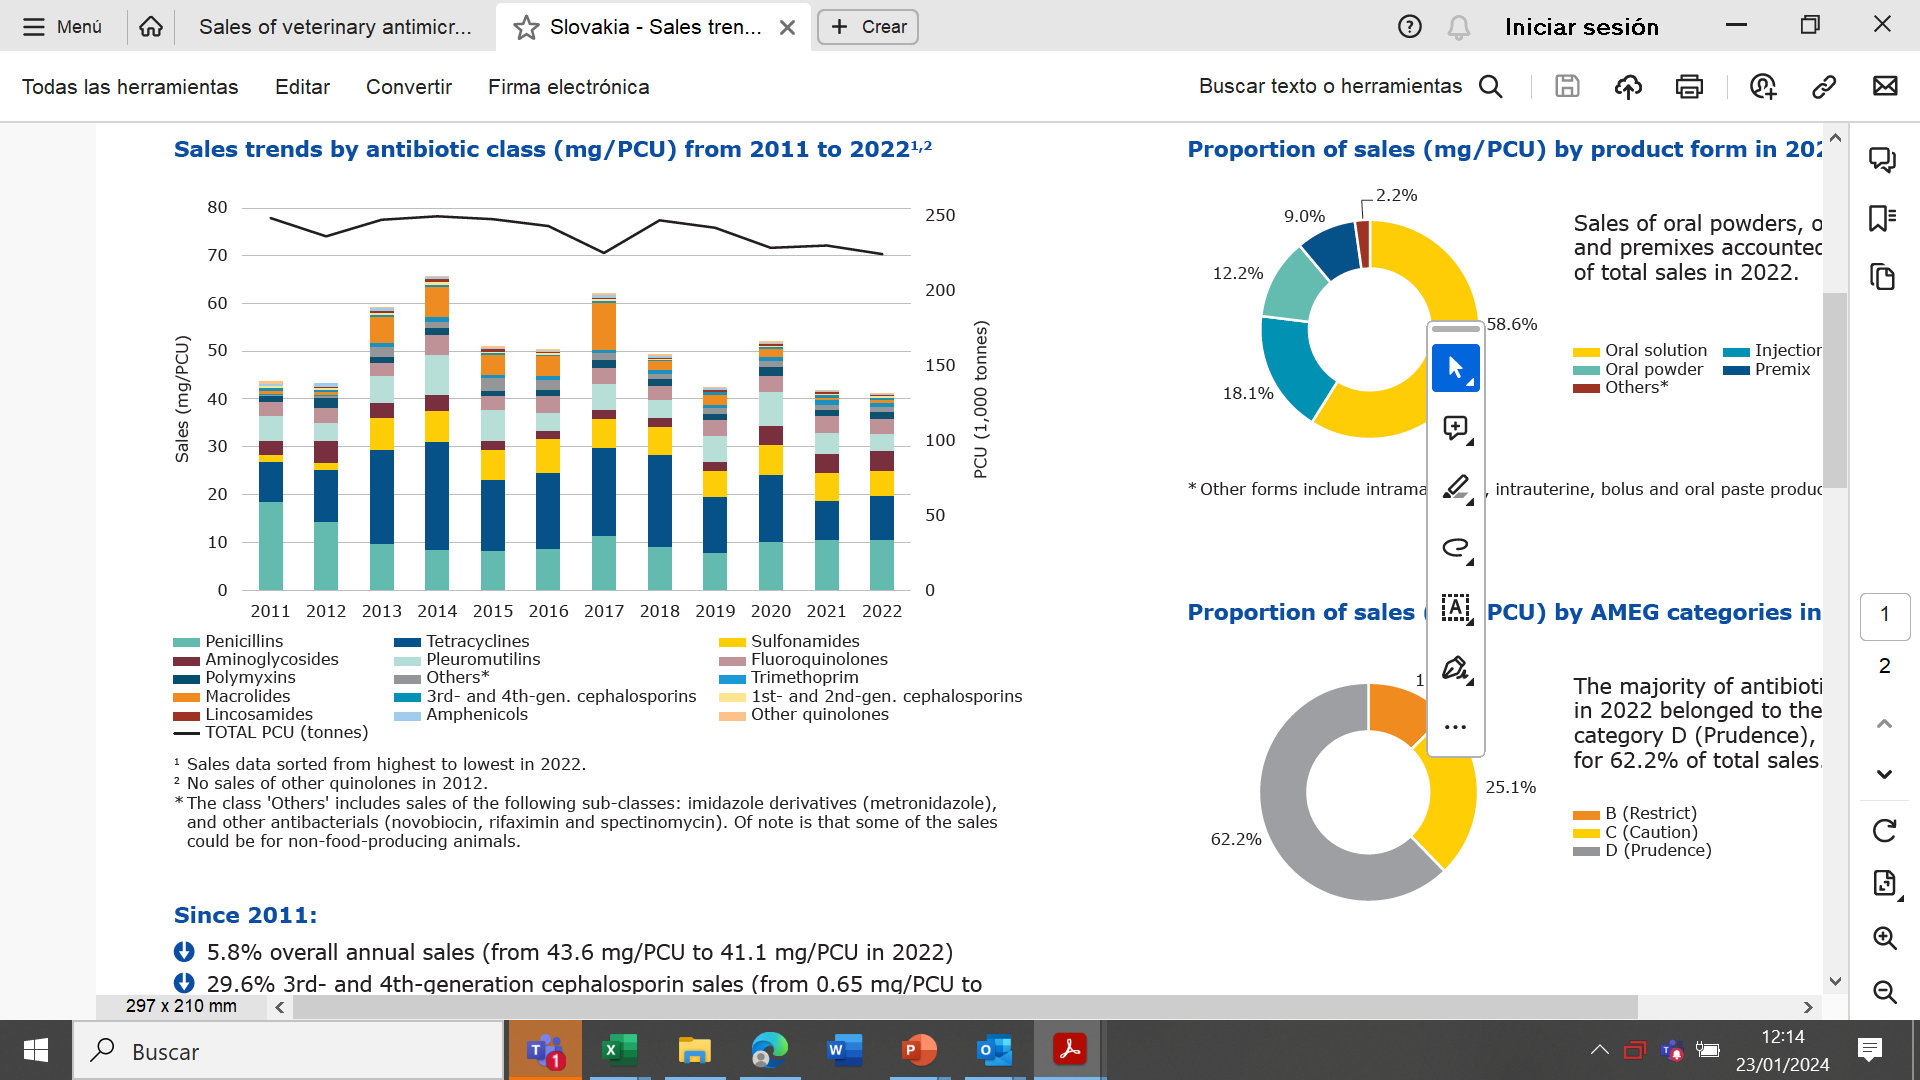 Menú
Sales of veterinary antimicr...
Slovakia - Sales tren...
Crear
Iniciar sesión
Todas las herramientas
Editar
Convertir
Firma electrónica
Buscar texto o herramientas
Sales trends by antibiotic class (mg/PCU) from 2011 to 2022¹,²
80
70
60
50
40
30
20
10
0
Sales (mg/PCU)
250
200
150
100
50
0
PCU (1,000 tonnes)
2011 2012 2013 2014 2015 2016 2017 2018 2019 2020 2021 2022
Penicillins Tetracyclines Sulfonamides
Aminoglycosides Pleuromutilins Fluoroquinolones
Polymyxins Others* Trimethoprim
Macrolides 3rd- and 4th-gen. cephalosporins 1st- and 2nd-gen. cephalosporins
Lincosamides Amphenicols Other quinolones
TOTAL PCU (tonnes)
¹ Sales data sorted from highest to lowest in 2022.
² No sales of other quinolones in 2012.
* The class 'Others' includes sales of the following sub-classes: imidazole derivatives (metronidazole),
and other antibacterials (novobiocin, rifaximin and spectinomycin). Of note is that some of the sales
could be for non-food-producing animals.
Since 2011:
5.8% overall annual sales (from 43.6 mg/PCU to 41.1 mg/PCU in 2022)
29.6% 3rd- and 4th-generation cephalosporin sales (from 0.65 mg/PCU to
Proportion of sales (mg/PCU) by product form in 202
2.2%
9.0%
12.2%
18.1%
58.6%
Sales of oral powders, o
and premixes accounted
of total sales in 2022.
Oral solution Injection
Oral powder Premix
Others*
* Other forms include intrama , intrauterine, bolus and oral paste produc
Proportion of sales ( PCU) by AMEG categories in
1
25.1%
62.2%
The majority of antibioti
in 2022 belonged to the
category D (Prudence),
for 62.2% of total sales.
B (Restrict)
C (Caution)
D (Prudence)
1
2
297 x 210 mm
Buscar
1
12:14
23/01/2024